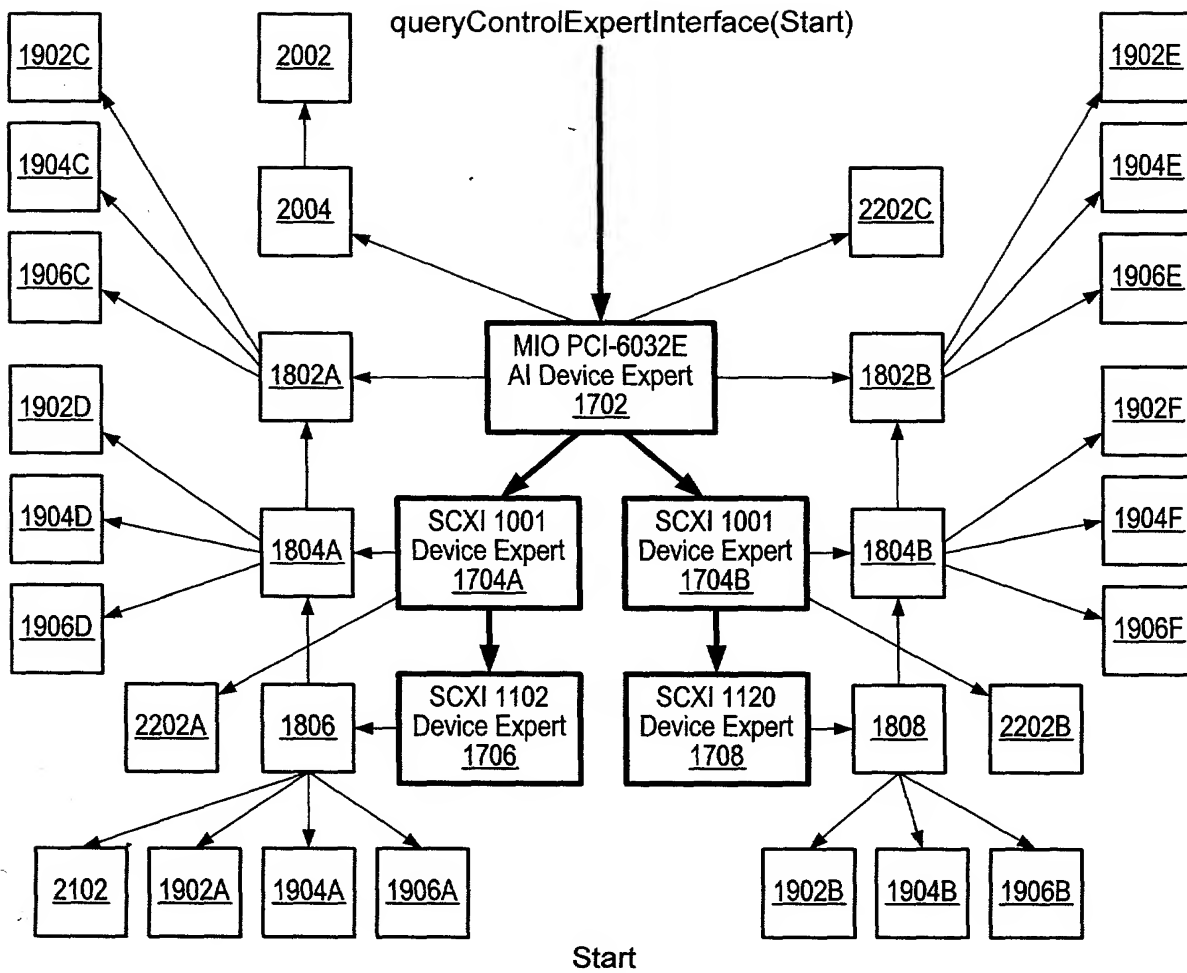 queryControlExpertInterface(Start)
1902C
2002
1902E
1904C
2004
2202C
1904E
1906C
1906E
MIO PCI-6032E
AI Device Expert
1702
1802A
1802B
1902D
1902F
1904D
1804A
SCXI 1001
Device Expert
1704A
SCXI 1001
Device Expert
1704B
1804B
1904F
1906D
1906F
2202A
1806
SCXI 1102
Device Expert
1706
SCXI 1120
Device Expert
1708
1808
2202B
2102
1902A
1904A
1906A
1902B
1904B
1906B
Start